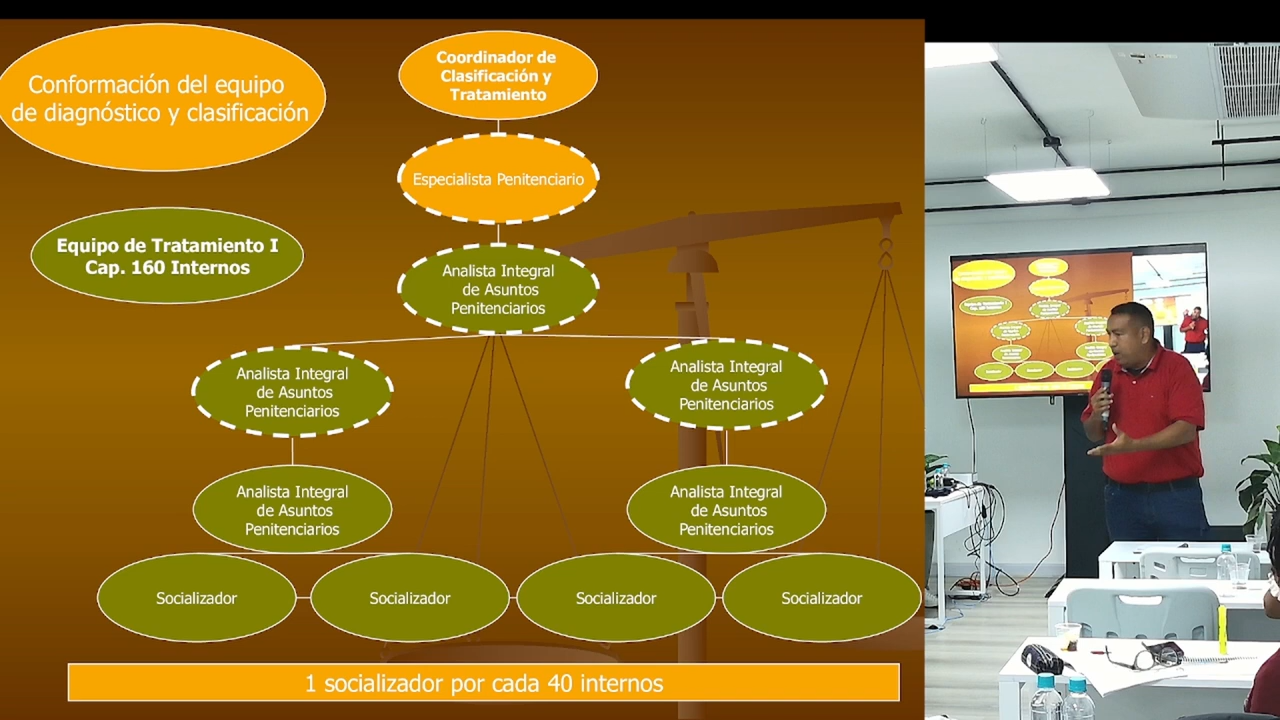 Conformación del equipo
de diagnóstico y clasificación
Coordinador de
Clasificación y
Tratamiento
Especialista Penitenciario
Equipo de Tratamiento I
Cap. 160 Internos
Analista Integral
de Asuntos
Penitenciarios
Analista Integral
de Asuntos
Penitenciarios
Analista Integral
de Asuntos
Penitenciarios
Analista Integral
de Asuntos
Penitenciarios
Analista Integral
de Asuntos
Penitenciarios
Socializador
Socializador
Socializador
Socializador
1 socializador por cada 40 internos